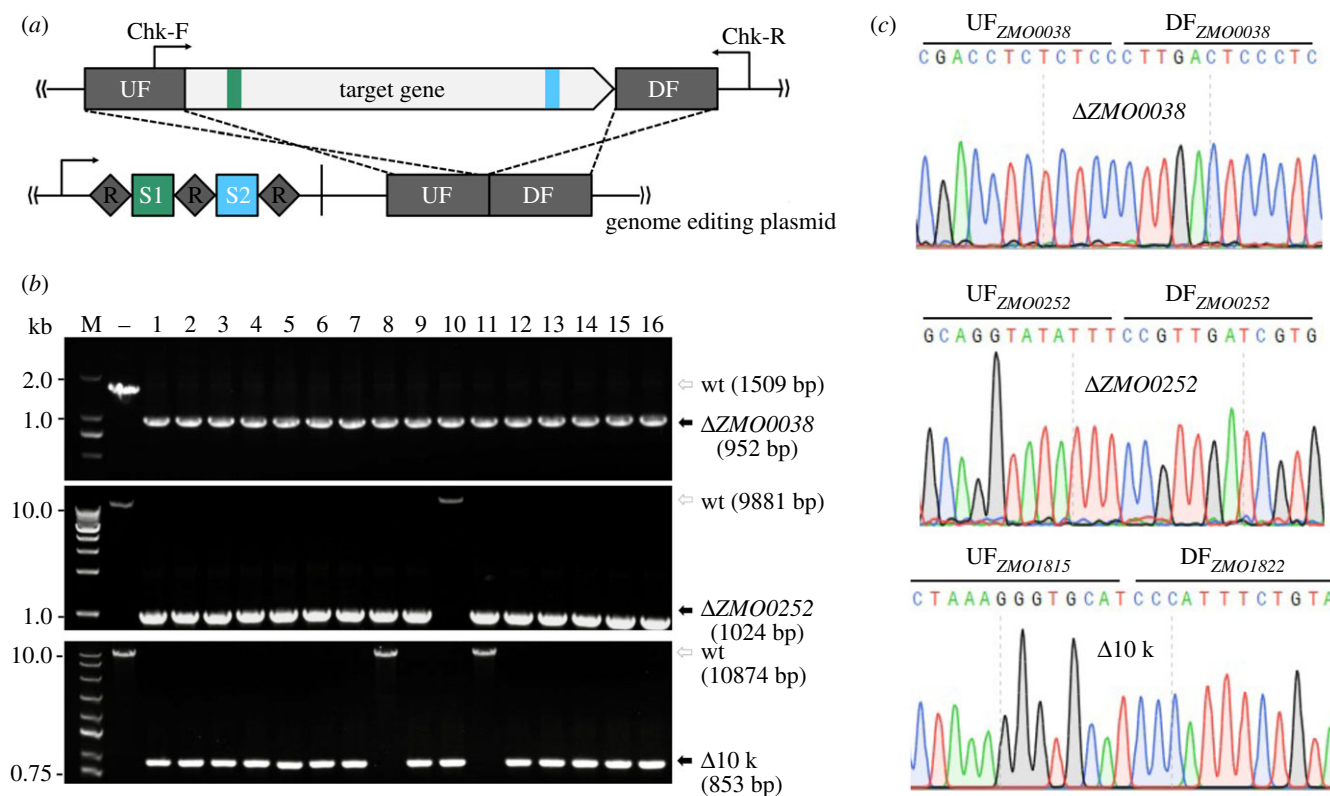 (a)
Chk-F
Chk-R
UF
target gene
DF
R S1 R S2 R
UF DF
genome editing plasmid
(b)
kb M – 1 2 3 4 5 6 7 8 9 10 11 12 13 14 15 16
2.0
1.0
wt (1509 bp)
ΔZMO0038
(952 bp)
10.0
1.0
wt (9881 bp)
ΔZMO0252
(1024 bp)
10.0
0.75
wt
(10874 bp)
Δ10 k
(853 bp)
(c)
UFZMO0038 DFZMO0038
CGACCTCTCTCCCTTGACTCCCTC
ΔZMO0038
UFZMO0252 DFZMO0252
GCAGGTATATTTCCGTTGATCGTG
ΔZMO0252
UFZMO1815 DFZMO1822
CTAAAGGGTGCATCCCATTTCTGTA
Δ10 k